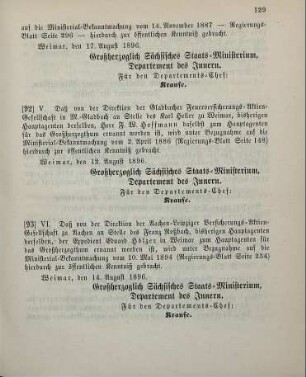 129
auf die Ministerial-Bekanntmachung vom 14. November 1887 — Regierungs-
Blatt Seite 296 — hierdurch zur öffentlichen Kenntniß gebracht.
Weimar, den 17. August 1896.
Großherzoglich Sächsisches Staats-Ministerium,
Departement des Innern.
Für den Departements-Chef:
Krause.
[92] V. Daß von der Direktion der Gladbacher Feuerversicherungs-Aktien-
Gesellschaft in M.-Gladbach an Stelle des Karl Heller zu Weimar, bisherigen
Hauptagenten derselben, Herr F. W. Hoffmann daselbst zum Hauptagenten
für das Großherzogthum ernannt worden ist, wird unter Bezugnahme auf die
Ministerial-Bekanntmachung vom 2. April 1886 (Regierungs-Blatt Seite 148)
hierdurch zur öffentlichen Kenntniß gebracht.
Weimar, den 12. August 1896.
Großherzoglich Sächsisches Staats-Ministerium,
Departement des Innern.
Für den Departements-Chef:
Krause.
[93] VI. Daß von der Direktion der Aachen-Leipziger Versicherungs-Aktien-
Gesellschaft zu Aachen an Stelle des Franz Roßbach, bisherigen Hauptagenten
derselben, der Expedient Eduard Hölzer in Weimar zum Hauptagenten für
das Großherzogthum ernannt worden ist, wird unter Bezugnahme auf die
Ministerial-Bekanntmachung vom 10. Mai 1894 (Regierungs-Blatt Seite 234)
hierdurch zur öffentlichen Kenntniß gebracht.
Weimar, den 14. August 1896.
Großherzoglich Sächsisches Staats-Ministerium,
Departement des Innern.
Für den Departements-Chef:
Krause.